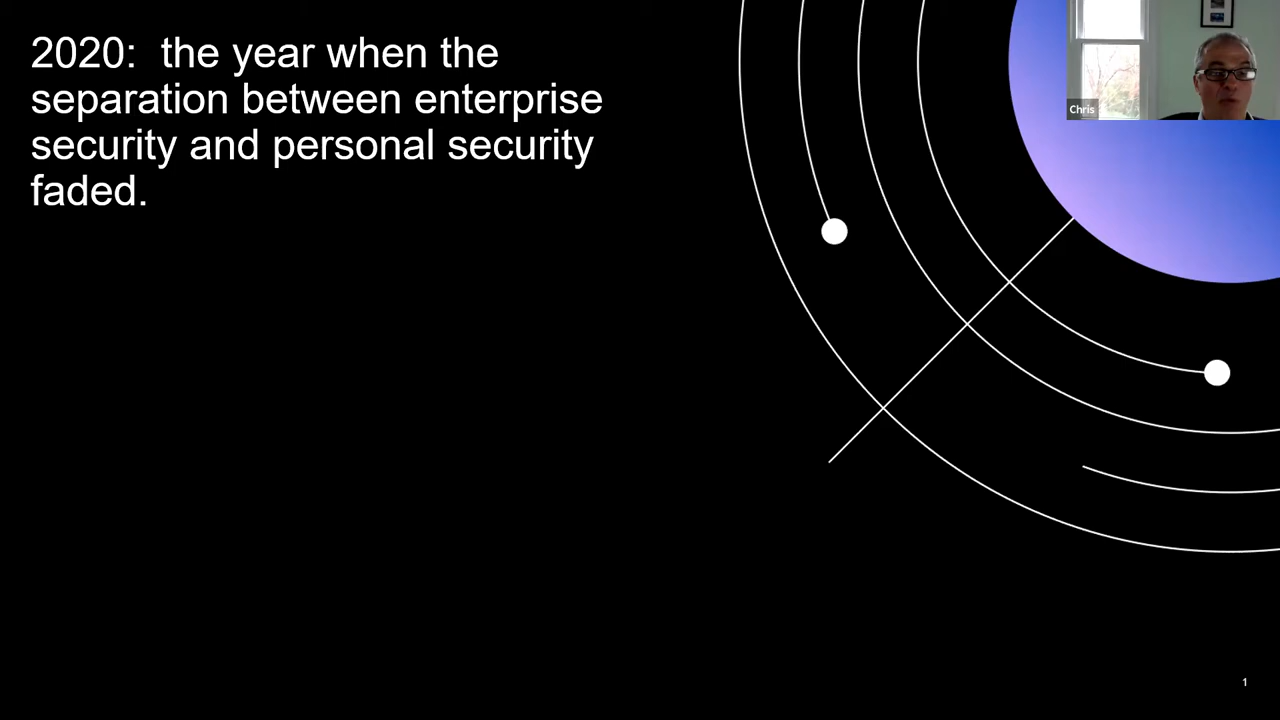 2020:  the year when the
separation between enterprise
security and personal security
faded.
Chris
1